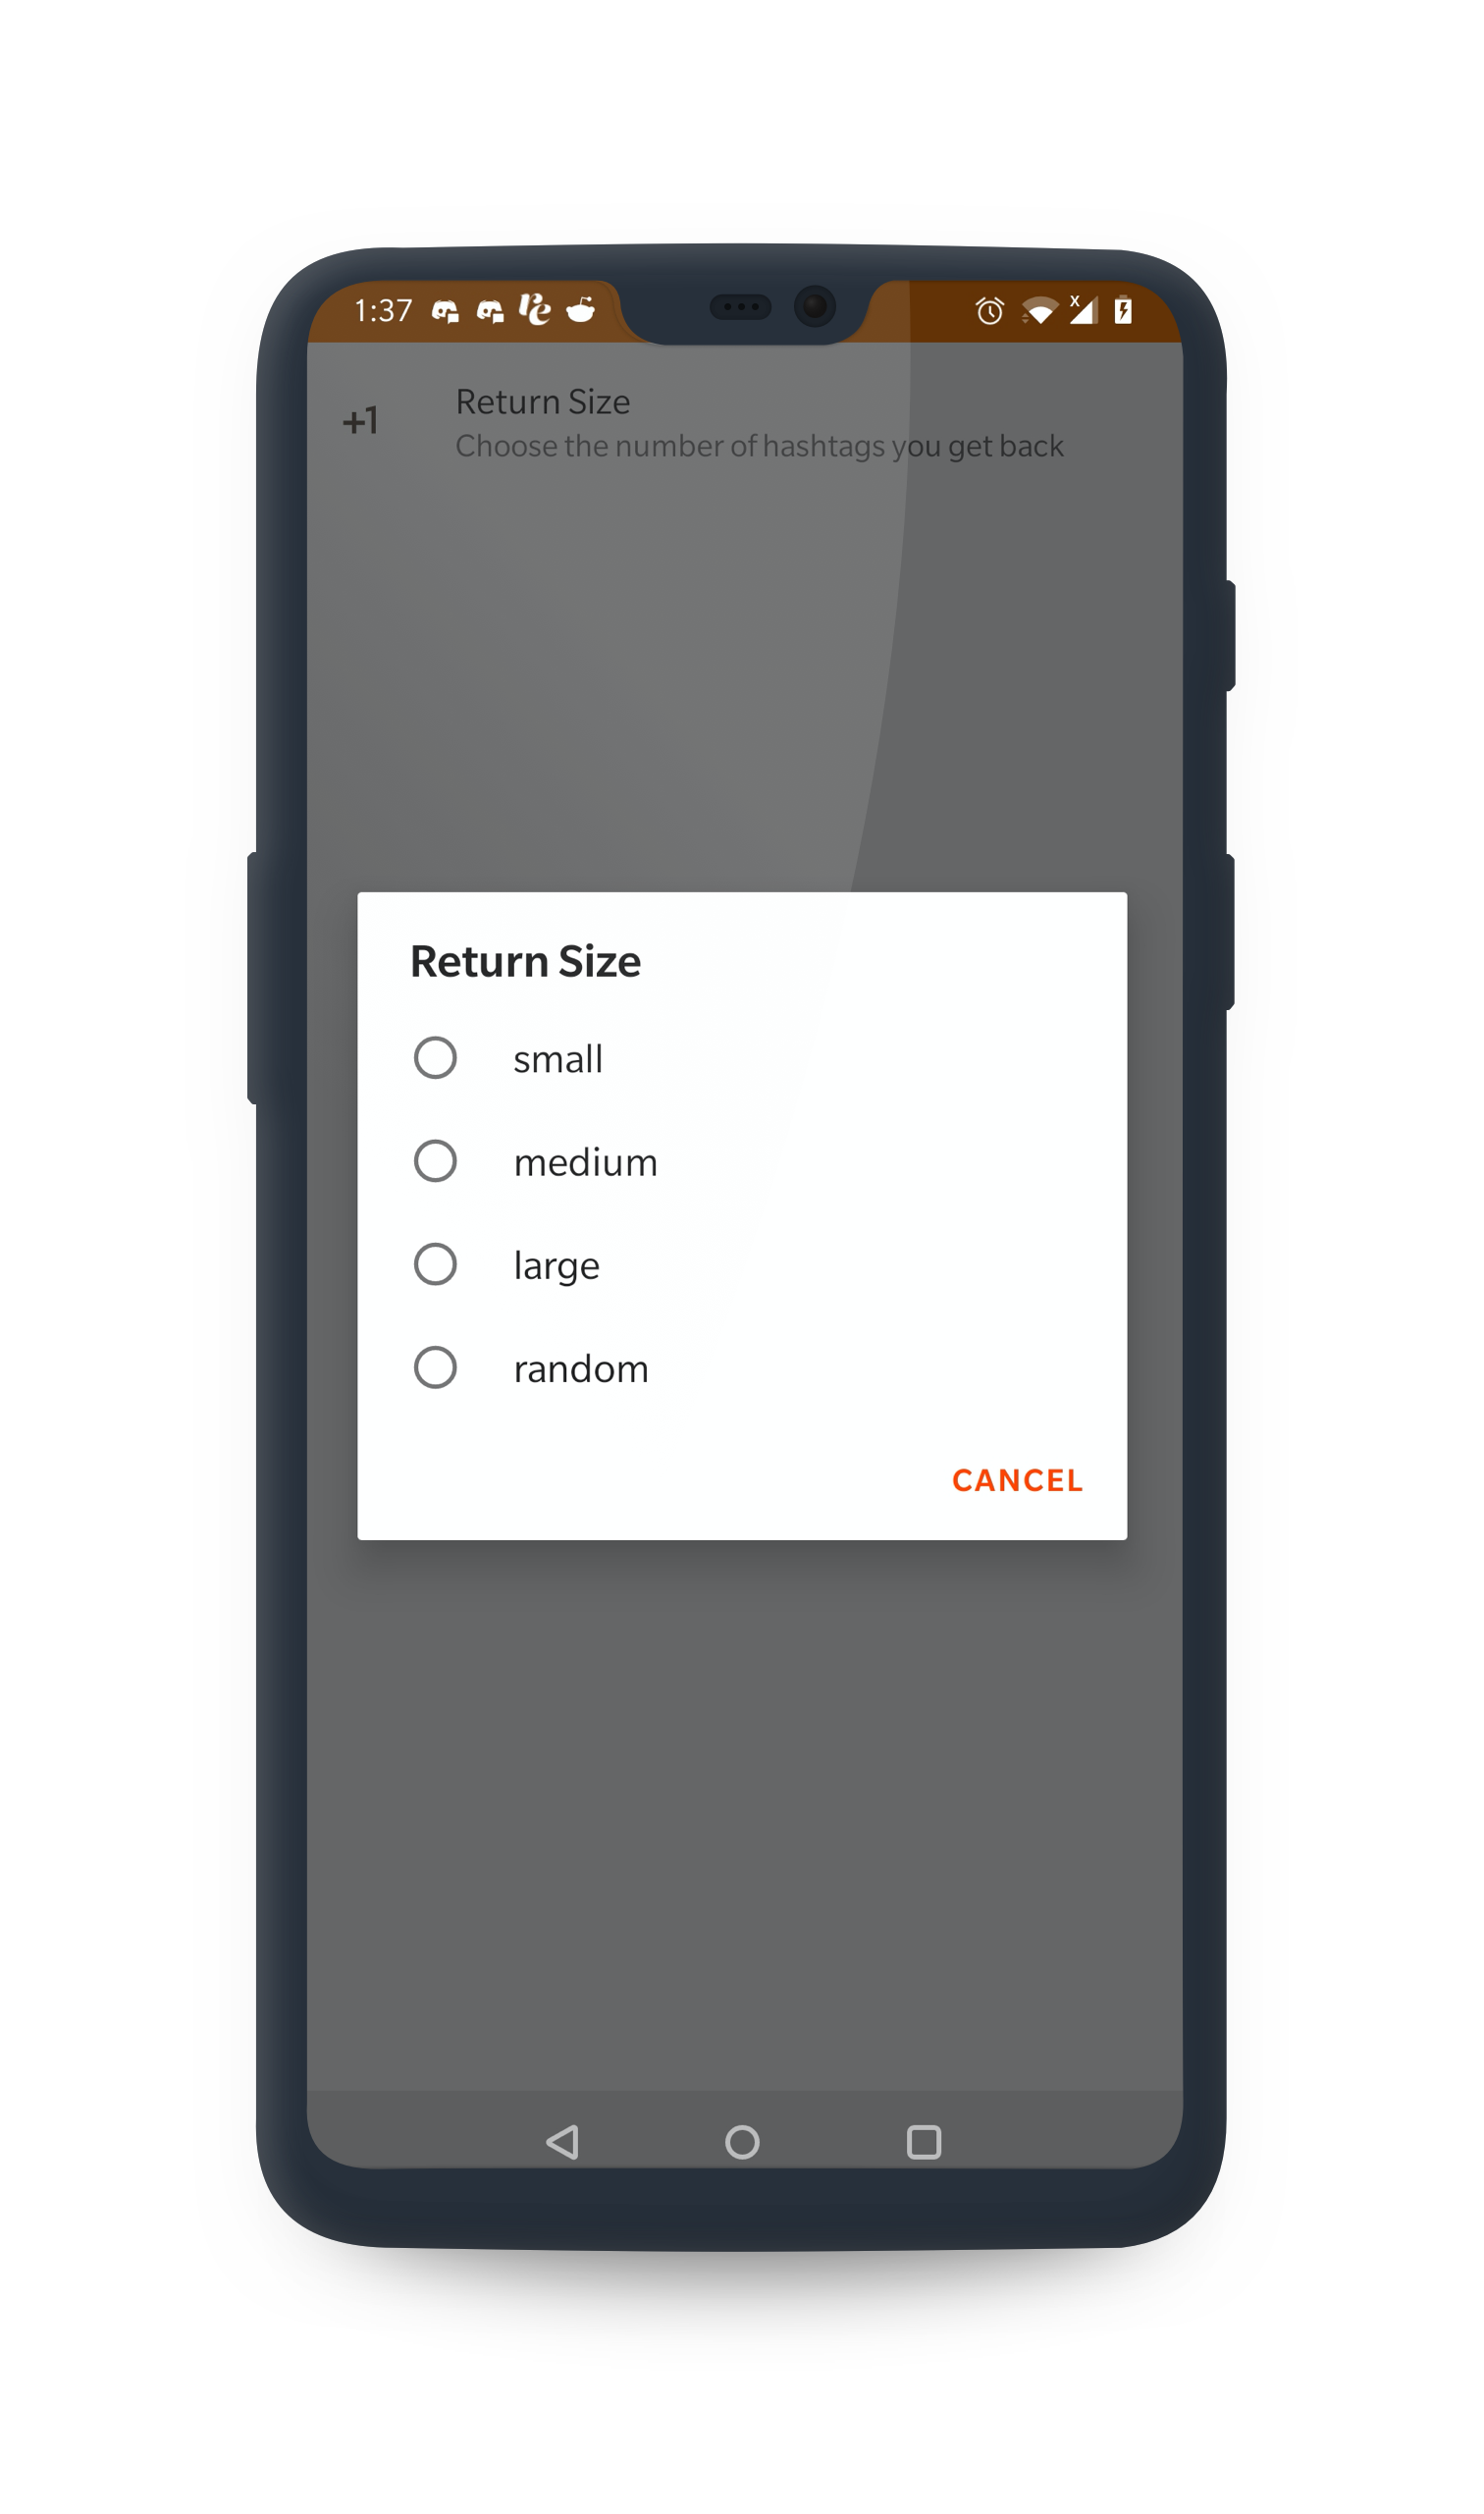 1:37
+1
Return Size
Choose the number of hashtags you get back
Return Size
small
medium
large
random
CANCEL